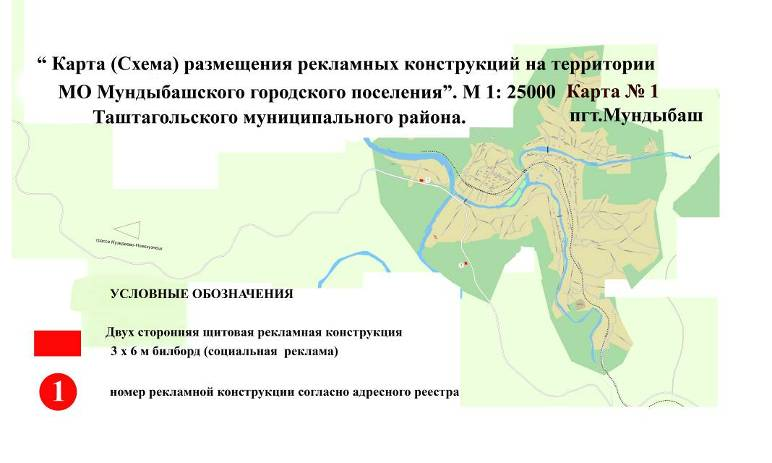 “ Карта (Схема) размещения рекламных конструкций на территории
МО Мундыбашского городского поселения”. М 1: 25000 Карта № 1
Таштагольского муниципального района. пгт.Мундыбаш
УСЛОВНЫЕ ОБОЗНАЧЕНИЯ
Двух сторонняя щитовая рекламная конструкция
3 х 6 м билборд (социальная реклама)
1
номер рекламной конструкции согласно адресного реестра